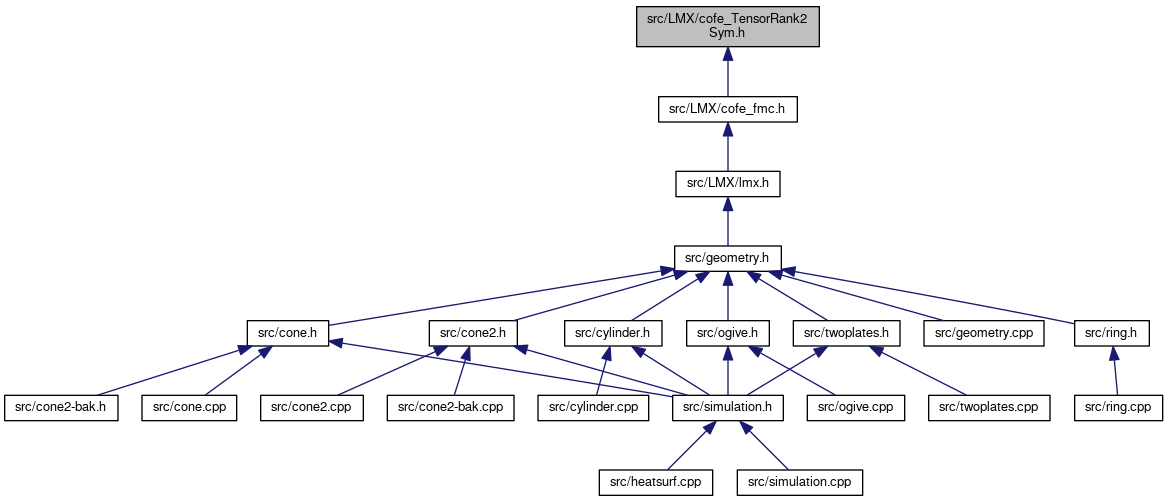 src/LMX/cofe_TensorRank2
Sym.h
src/LMX/cofe_fmc.h
src/LMX/lmx.h
src/geometry.h
src/cone.h
src/cone2.h
src/cylinder.h
src/ogive.h
src/twoplates.h
src/geometry.cpp
src/ring.h
src/cone2-bak.h
src/cone.cpp
src/cone2.cpp
src/cone2-bak.cpp
src/cylinder.cpp
src/simulation.h
src/ogive.cpp
src/twoplates.cpp
src/ring.cpp
src/heatsurf.cpp
src/simulation.cpp